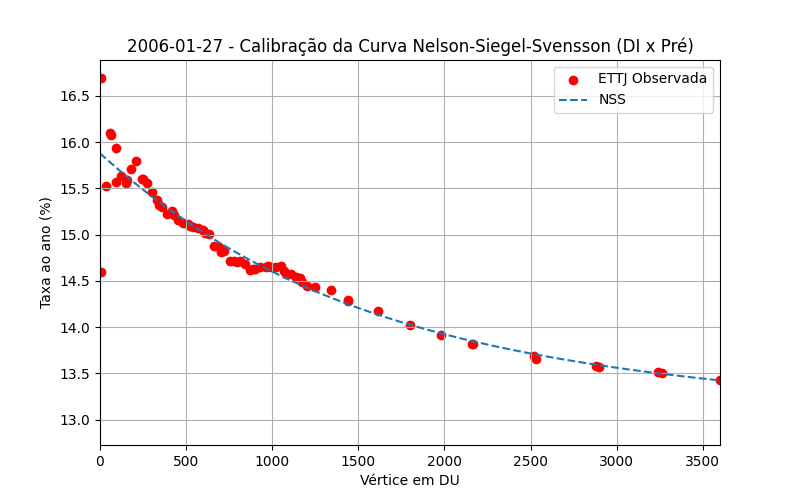 2006-01-27 - Calibração da Curva Nelson-Siegel-Svensson (DI x Pré)
ETTJ Observada
NSS
Taxa ao ano (%)
16.5
16.0
15.5
15.0
14.5
14.0
13.5
13.0
0 500 1000 1500 2000 2500 3000 3500
Vértice em DU